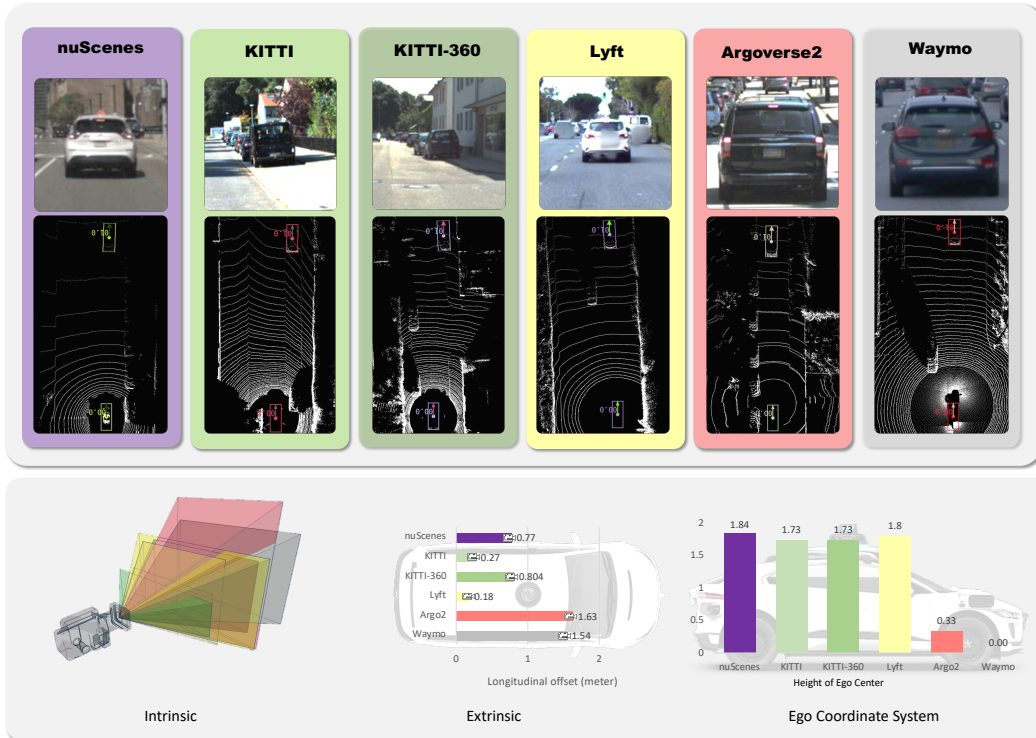 nuScenes
KITTI
KITTI-360
Lyft
Argoverse2
Waymo
nuScenes
0.77
KITTI
0.27
KITTI-360
0.804
Lyft
0.18
Argo2
1.63
Waymo
1.54
0 1 2
Longitudinal offset (meter)
2
1.5
1
0.5
0
1.84
1.73
1.73
1.8
0.33
0.00
nuScenes KITTI KITTI-360 Lyft Argo2 Waymo
Height of Ego Center
Intrinsic
Extrinsic
Ego Coordinate System